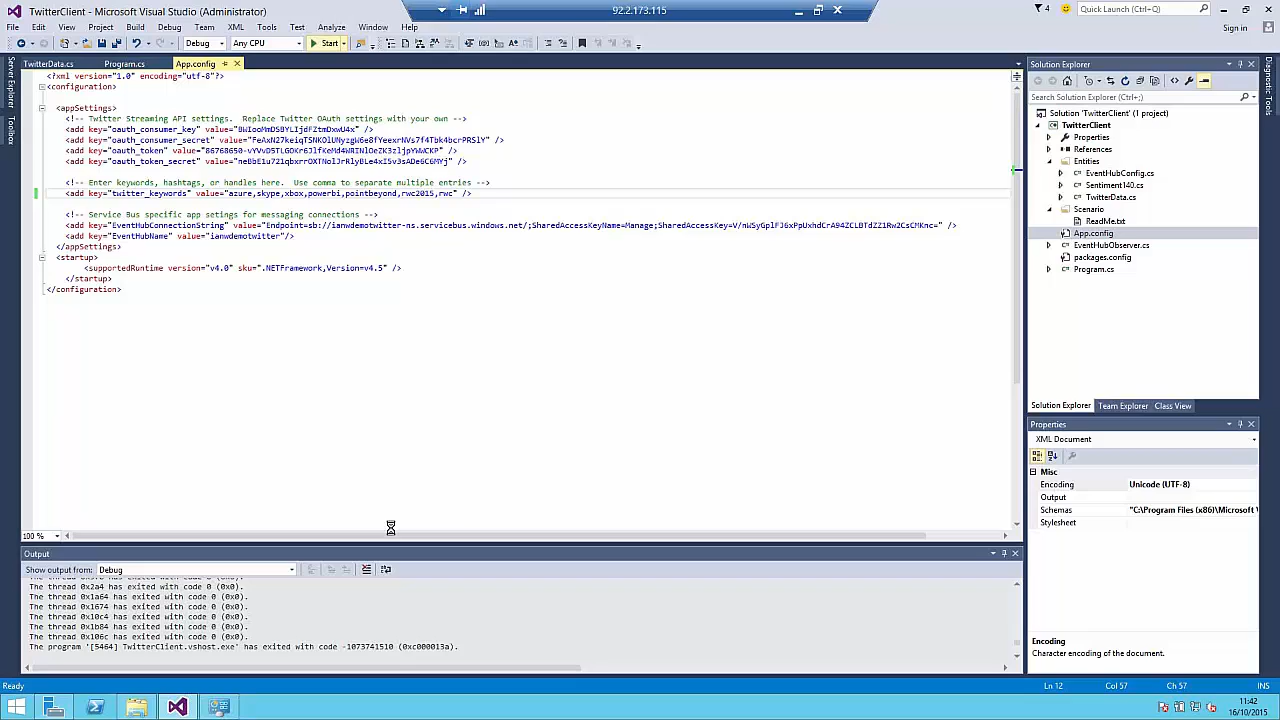 TwitterClient - Microsoft Visual Studio (Administrator)
92.2.173.115
4
Quick Launch (Ctrl+;)
File Edit View Project Build Debug Team XML Tools Test Analyze Window Help
Sign in
Debug
Any CPU
Start
Server Explorer
Toolbox
TwitterData.cs Program.cs App.config
<?xml version="1.0" encoding="utf-8"?>
<configuration>
<appSettings>
<!-- Twitter Streaming API settings. Replace Twitter OAuth settings with your own -->
<add key="oauth_consumer_key" value=
<add key="oauth_consumer_secret" value=
<add key="oauth_token" value=
<add key="oauth_token_secret" value=
<!-- Enter keywords, hashtags, or handles here. Use comma to separate multiple entries -->
<add key="twitter_keywords" value="azure,skype,xbox,powerbi,pointbeyond,rwc2015,rwc" />
<!-- Service Bus specific app setings for messaging connections -->
<add key="EventHubConnectionString" value="Endpoint=sb://ianwdemotwitter-ns.servicebus.windows.net/;SharedAccessKeyName=Manage;SharedAccessKey=
<add key="EventHubName" value="ianwdemotwitter"/>
</appSettings>
<startup>
<supportedRuntime version="v4.0" sku=".NETFramework,Version=v4.5" />
</startup>
</configuration>
100 %
Output
Show output from: Debug
The thread 0x2a4 has exited with code 0 (0x0).
The thread 0x1a64 has exited with code 0 (0x0).
The thread 0x1674 has exited with code 0 (0x0).
The thread 0x10c4 has exited with code 0 (0x0).
The thread 0x1b84 has exited with code 0 (0x0).
The thread 0x106c has exited with code 0 (0x0).
The program '[5464] TwitterClient.vshost.exe' has exited with code -1073741510 (0xc000013a).
Solution Explorer
Search Solution Explorer (Ctrl+;)
Solution 'TwitterClient' (1 project)
TwitterClient
Properties
References
Entities
EventHubConfig.cs
Sentiment140.cs
TwitterData.cs
Scenario
ReadMe.txt
App.config
EventHubObserver.cs
packages.config
Program.cs
Solution Explorer Team Explorer Class View
Diagnostic Tools
Properties
XML Document
Misc
Encoding Unicode (UTF-8)
Output
Schemas "C:\Program Files (x86)\Microsoft
Stylesheet
Encoding
Character encoding of the document.
Ready
Ln 12 Col 57 Ch 57 INS
11:42
16/10/2015